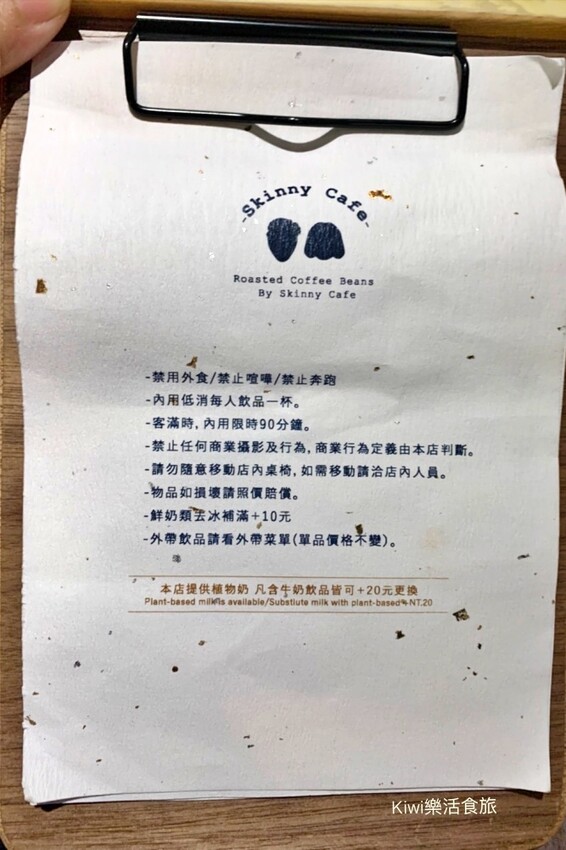 -Skinny Cafe-
Roasted Coffee Beans
By Skinny Cafe
-禁用外食/禁止喧嘩/禁止奔跑
-內用低消每人飲品一杯。
-客滿時，內用限時90分鐘。
-禁止任何商業攝影及行為，商業行為定義由本店判斷。
-請勿隨意移動店內桌椅，如需移動請洽店內人員。
-物品如損壞請照價賠償。
-鮮奶類去冰補滿+10元
-外帶飲品請看外帶菜單(單品價格不變)。
本店提供植物奶 凡含牛奶飲品皆可+20元更換
Plant-based milk is available/Substiute milk with plant-based+NT.20
Kiwi樂活食旅